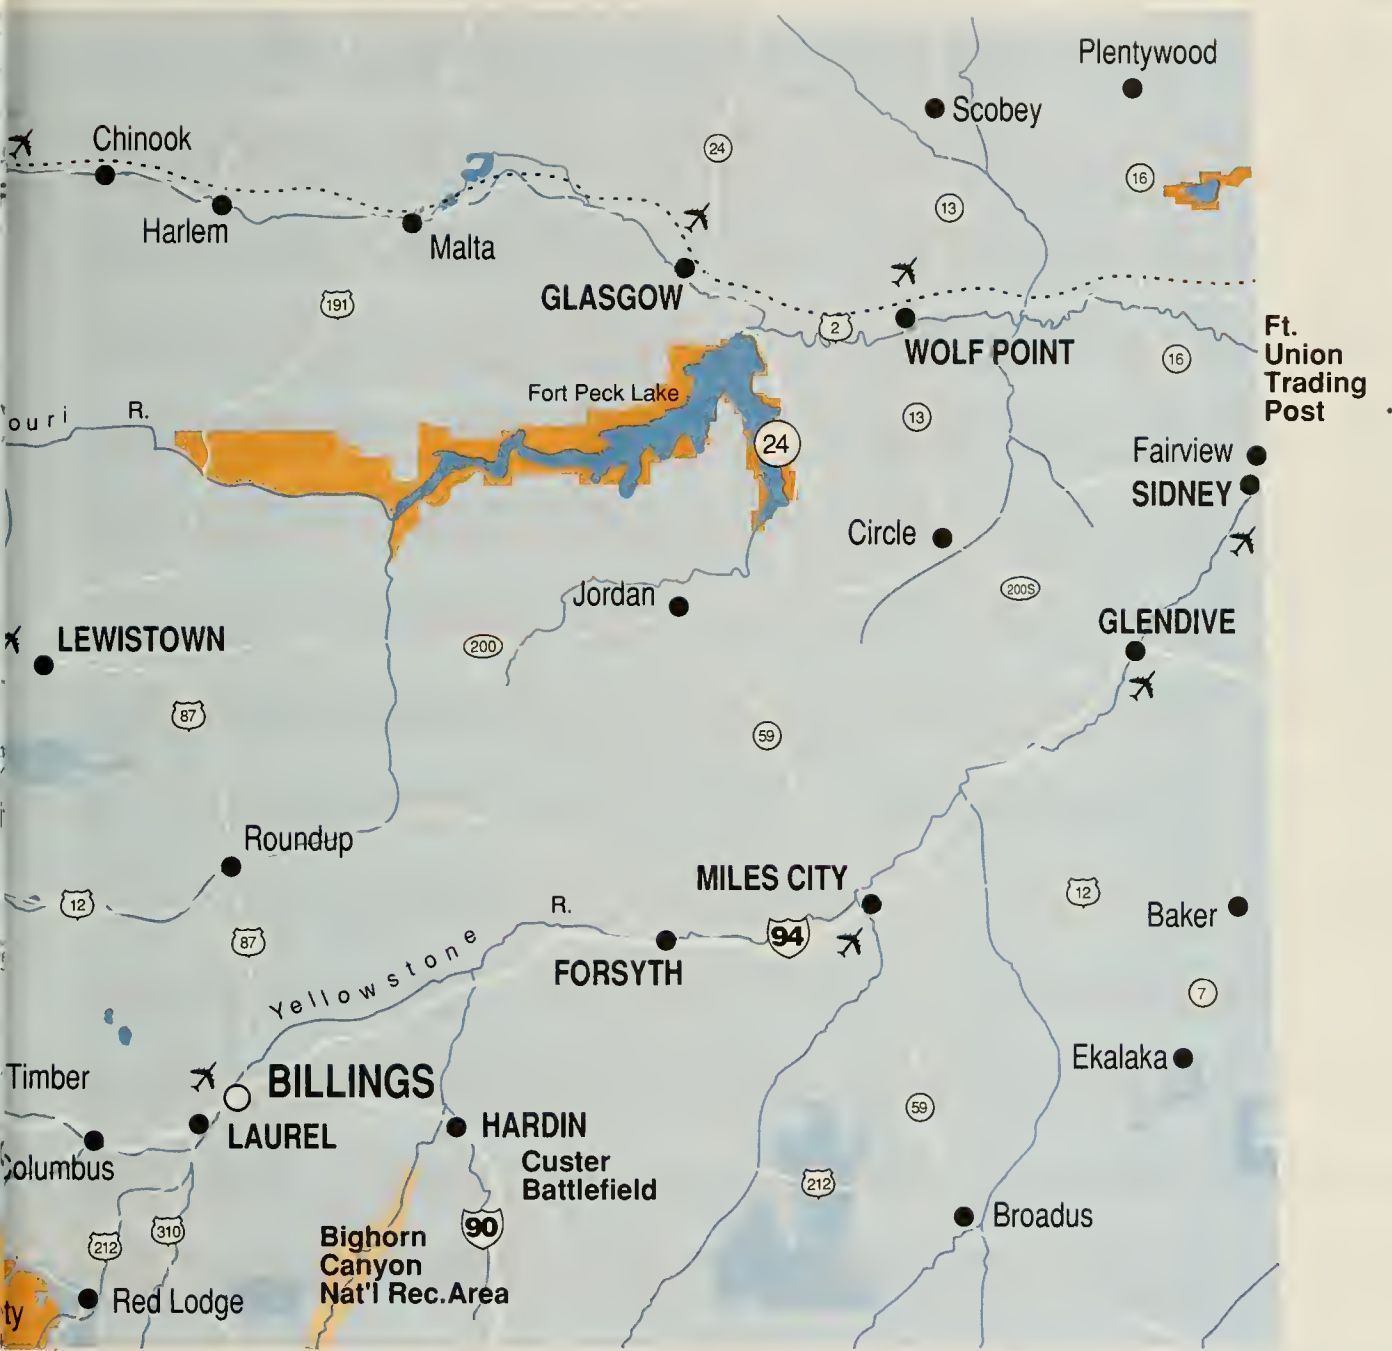 Plentywood
Scobey
Chinook
24
16
Harlem
13
Malta
GLASGOW
191
2
WOLF POINT
Ft.
Union
Trading
Post
16
Fort Peck Lake
ouri R.
13
24
Fairview
SIDNEY
Circle
Jordan
200S
GLENDIVE
LEWISTOWN
200
87
59
Roundup
MILES CITY
12
12
Baker
R.
94
87
Yellowstone
FORSYTH
7
Timber
BILLINGS
Ekalaka
59
LAUREL
HARDIN
Columbus
Custer
Battlefield
212
Broadus
90
310
212
Bighorn
Canyon
Nat'l Rec.Area
Red Lodge
ty